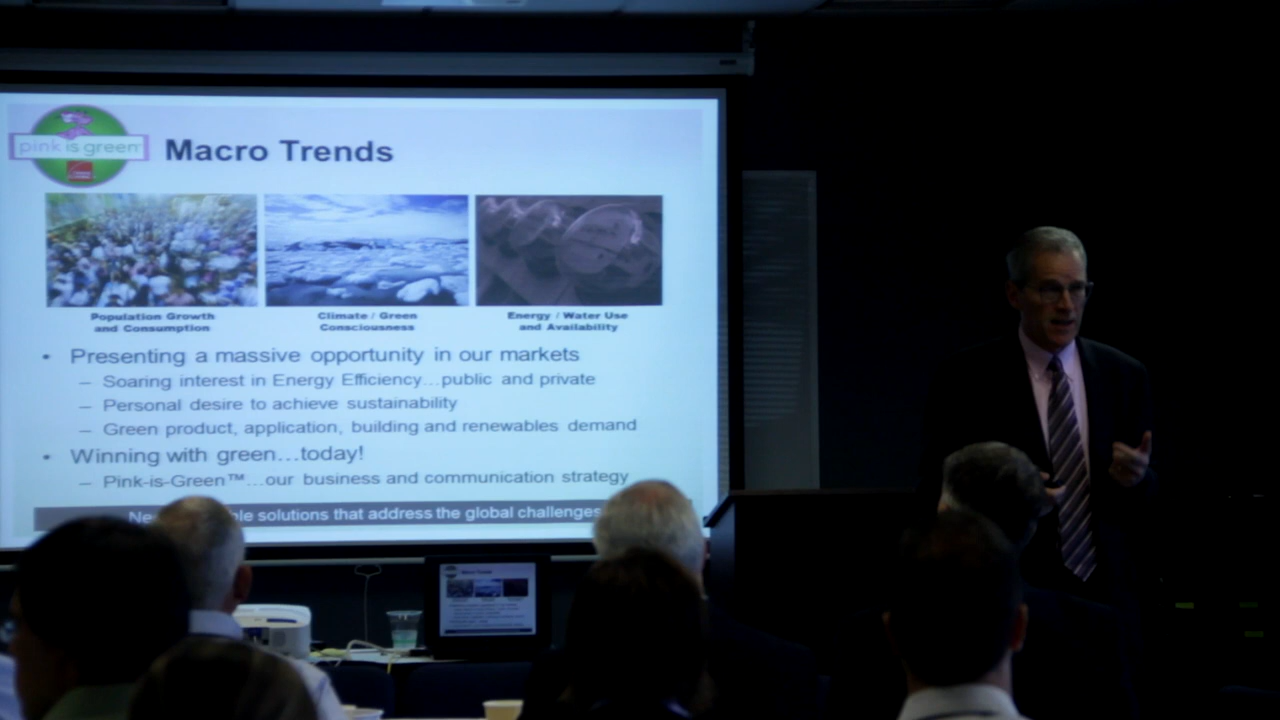 pink is green
Macro Trends
Population Growth
and Consumption
Climate / Green
Consciousness
Energy / Water Use
and Availability
• Presenting a massive opportunity in our markets
– Soaring interest in Energy Efficiency…public and private
– Personal desire to achieve sustainability
– Green product, application, building and renewables demand
• Winning with green…today!
– Pink-is-Green™…our business and communication strategy
solutions that address the global challenges